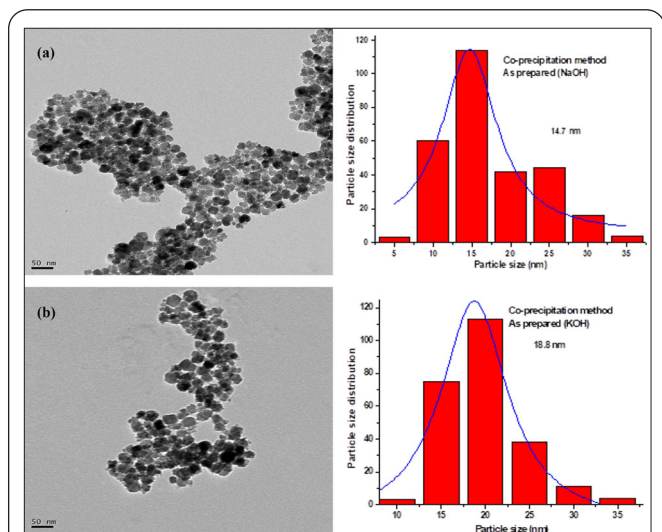 (a)
50 nm
Particle size distribution
120
100
80
60
40
20
0
Co-precipitation method
As prepared (NaOH)
14.7 nm
5 10 15 20 25 30 35
Particle size (nm)
(b)
50 nm
Particle size distribution
120
100
80
60
40
20
0
Co-precipitation method
As prepared (KOH)
18.8 nm
10 15 20 25 30 35
Particle size (nm)